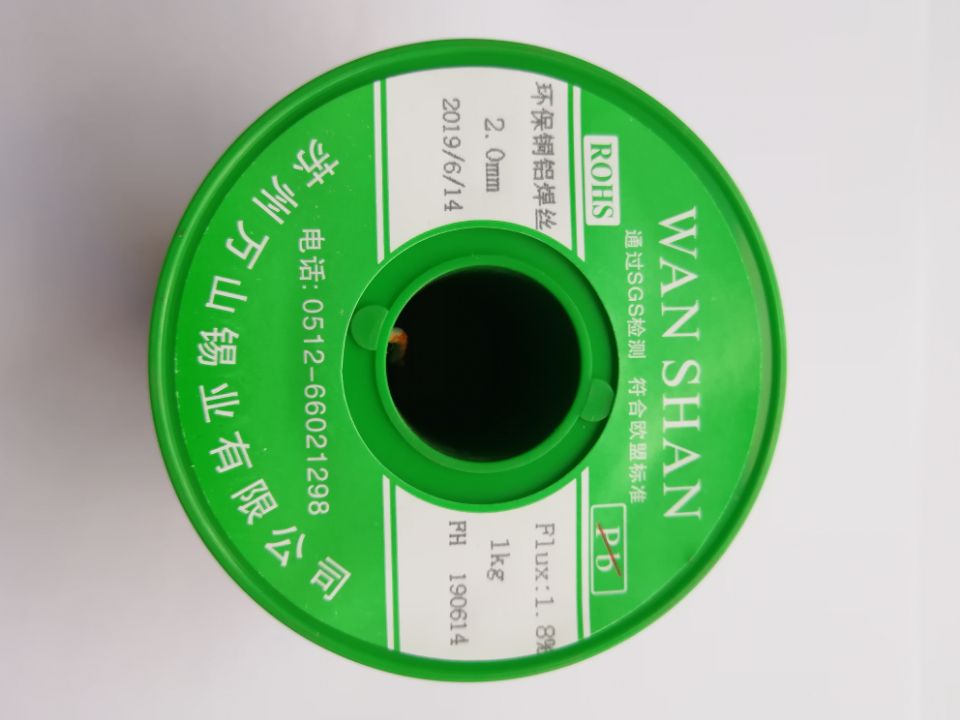 WAN SHAN
ROHS
通过SGS检测 符合欧盟标准
Pb
环保铜铝焊丝
2.0mm
2019/6/14
Flux:1.8%
1kg
FH 190614
电话:0512-66021298
苏州万山锡业有限公司